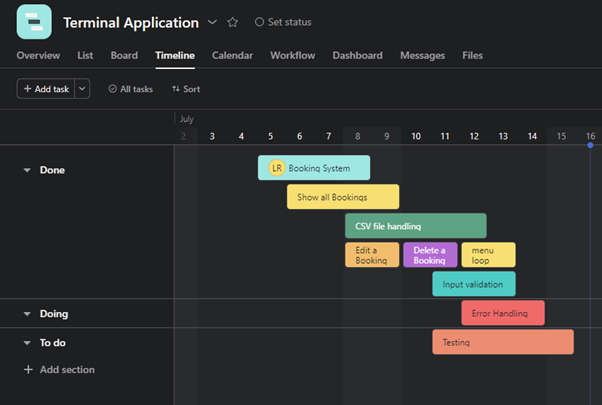 Terminal Application Set status
Overview List Board Timeline Calendar Workflow Dashboard Messages Files
+ Add task All tasks Sort
July
2 3 4 5 6 7 8 9 10 11 12 13 14 15 16
Done
LR Booking System
Show all Bookings
CSV file handling
Edit a
Booking
Delete a
Booking
menu
loop
Input validation
Doing
Error Handling
To do
Testing
+ Add section